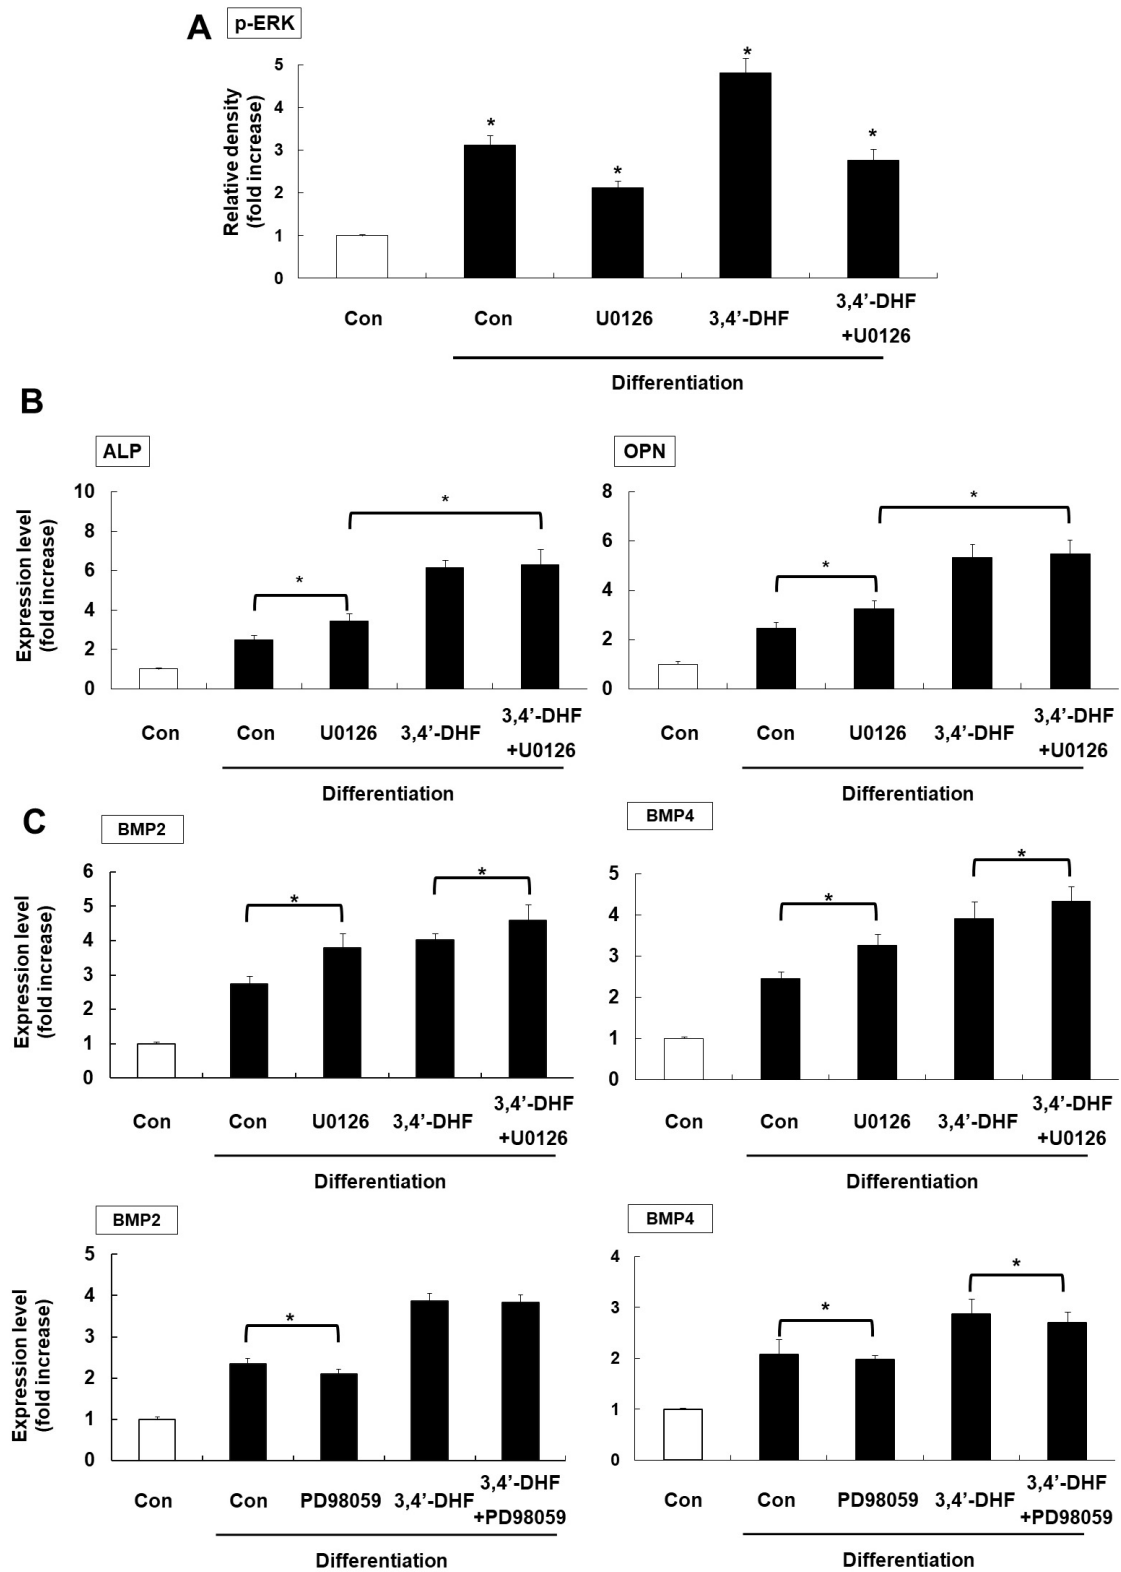 A
p-ERK
Relative density
(fold increase)
5
4
3
2
1
0
*
*
*
*
Con
Con
U0126
3,4’-DHF
3,4’-DHF
+U0126
Differentiation
B
ALP
Expression level
(fold increase)
10
8
6
4
2
0
*
*
Con
Con
U0126
3,4’-DHF
3,4’-DHF
+U0126
Differentiation
OPN
8
6
4
2
0
*
*
Con
Con
U0126
3,4’-DHF
3,4’-DHF
+U0126
Differentiation
C
BMP2
Expression level
(fold increase)
6
5
4
3
2
1
0
*
*
Con
Con
U0126
3,4’-DHF
3,4’-DHF
+U0126
Differentiation
BMP4
5
4
3
2
1
0
*
*
Con
Con
U0126
3,4’-DHF
3,4’-DHF
+U0126
Differentiation
BMP2
Expression level
(fold increase)
5
4
3
2
1
0
*
Con
Con
PD98059
3,4’-DHF
3,4’-DHF
+PD98059
Differentiation
BMP4
4
3
2
1
0
*
*
Con
Con
PD98059
3,4’-DHF
3,4’-DHF
+PD98059
Differentiation